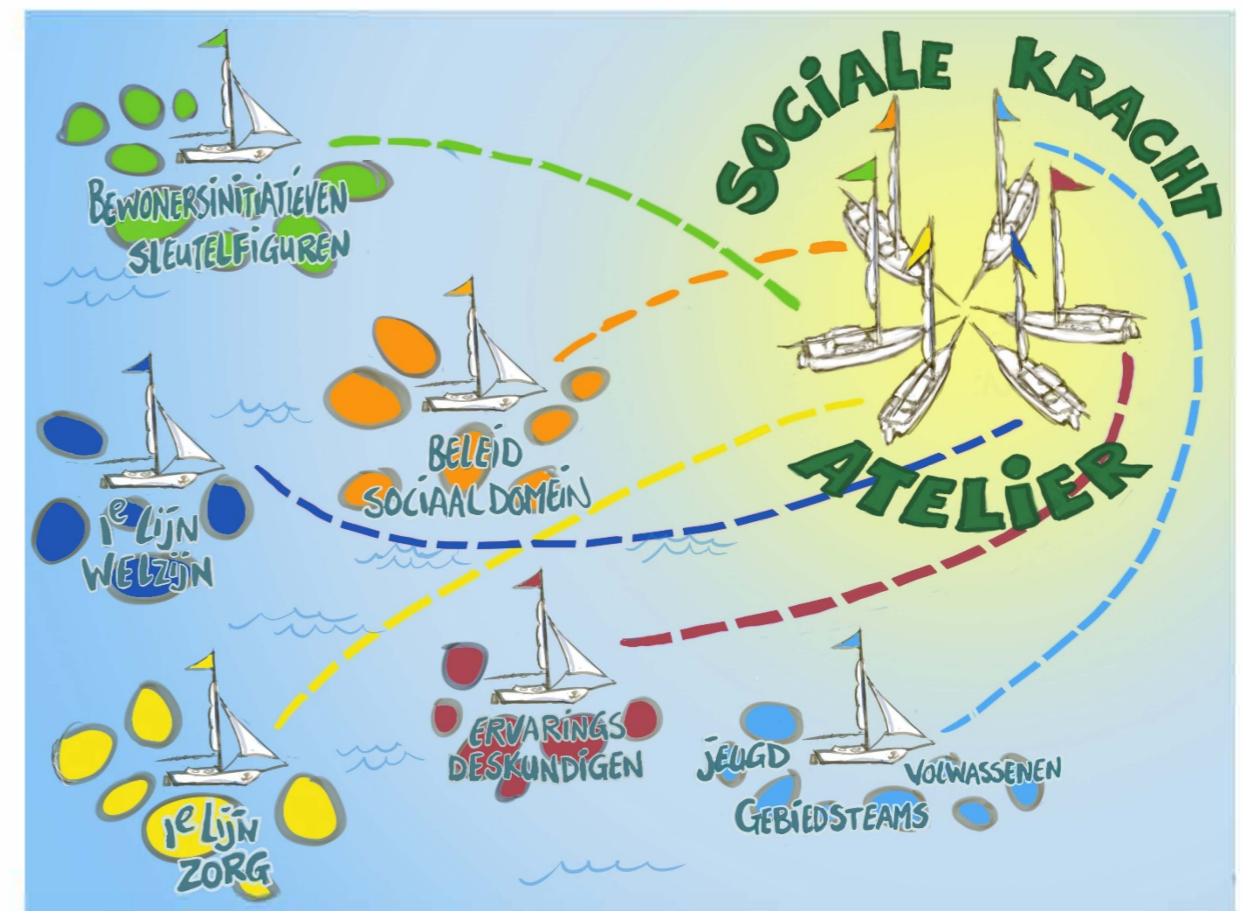 SOCIALE KRACHT
ATELIER
BEWONERSINITIATIEVEN
SLEUTELFIGUREN
BELEID
SOCIAAL DOMEIN
1e LIJN
WELZIJN
1e LIJN
ZORG
ERVARINGS
DESKUNDIGEN
JEUGD
VOLWASSENEN
GEBIEDSTEAMS